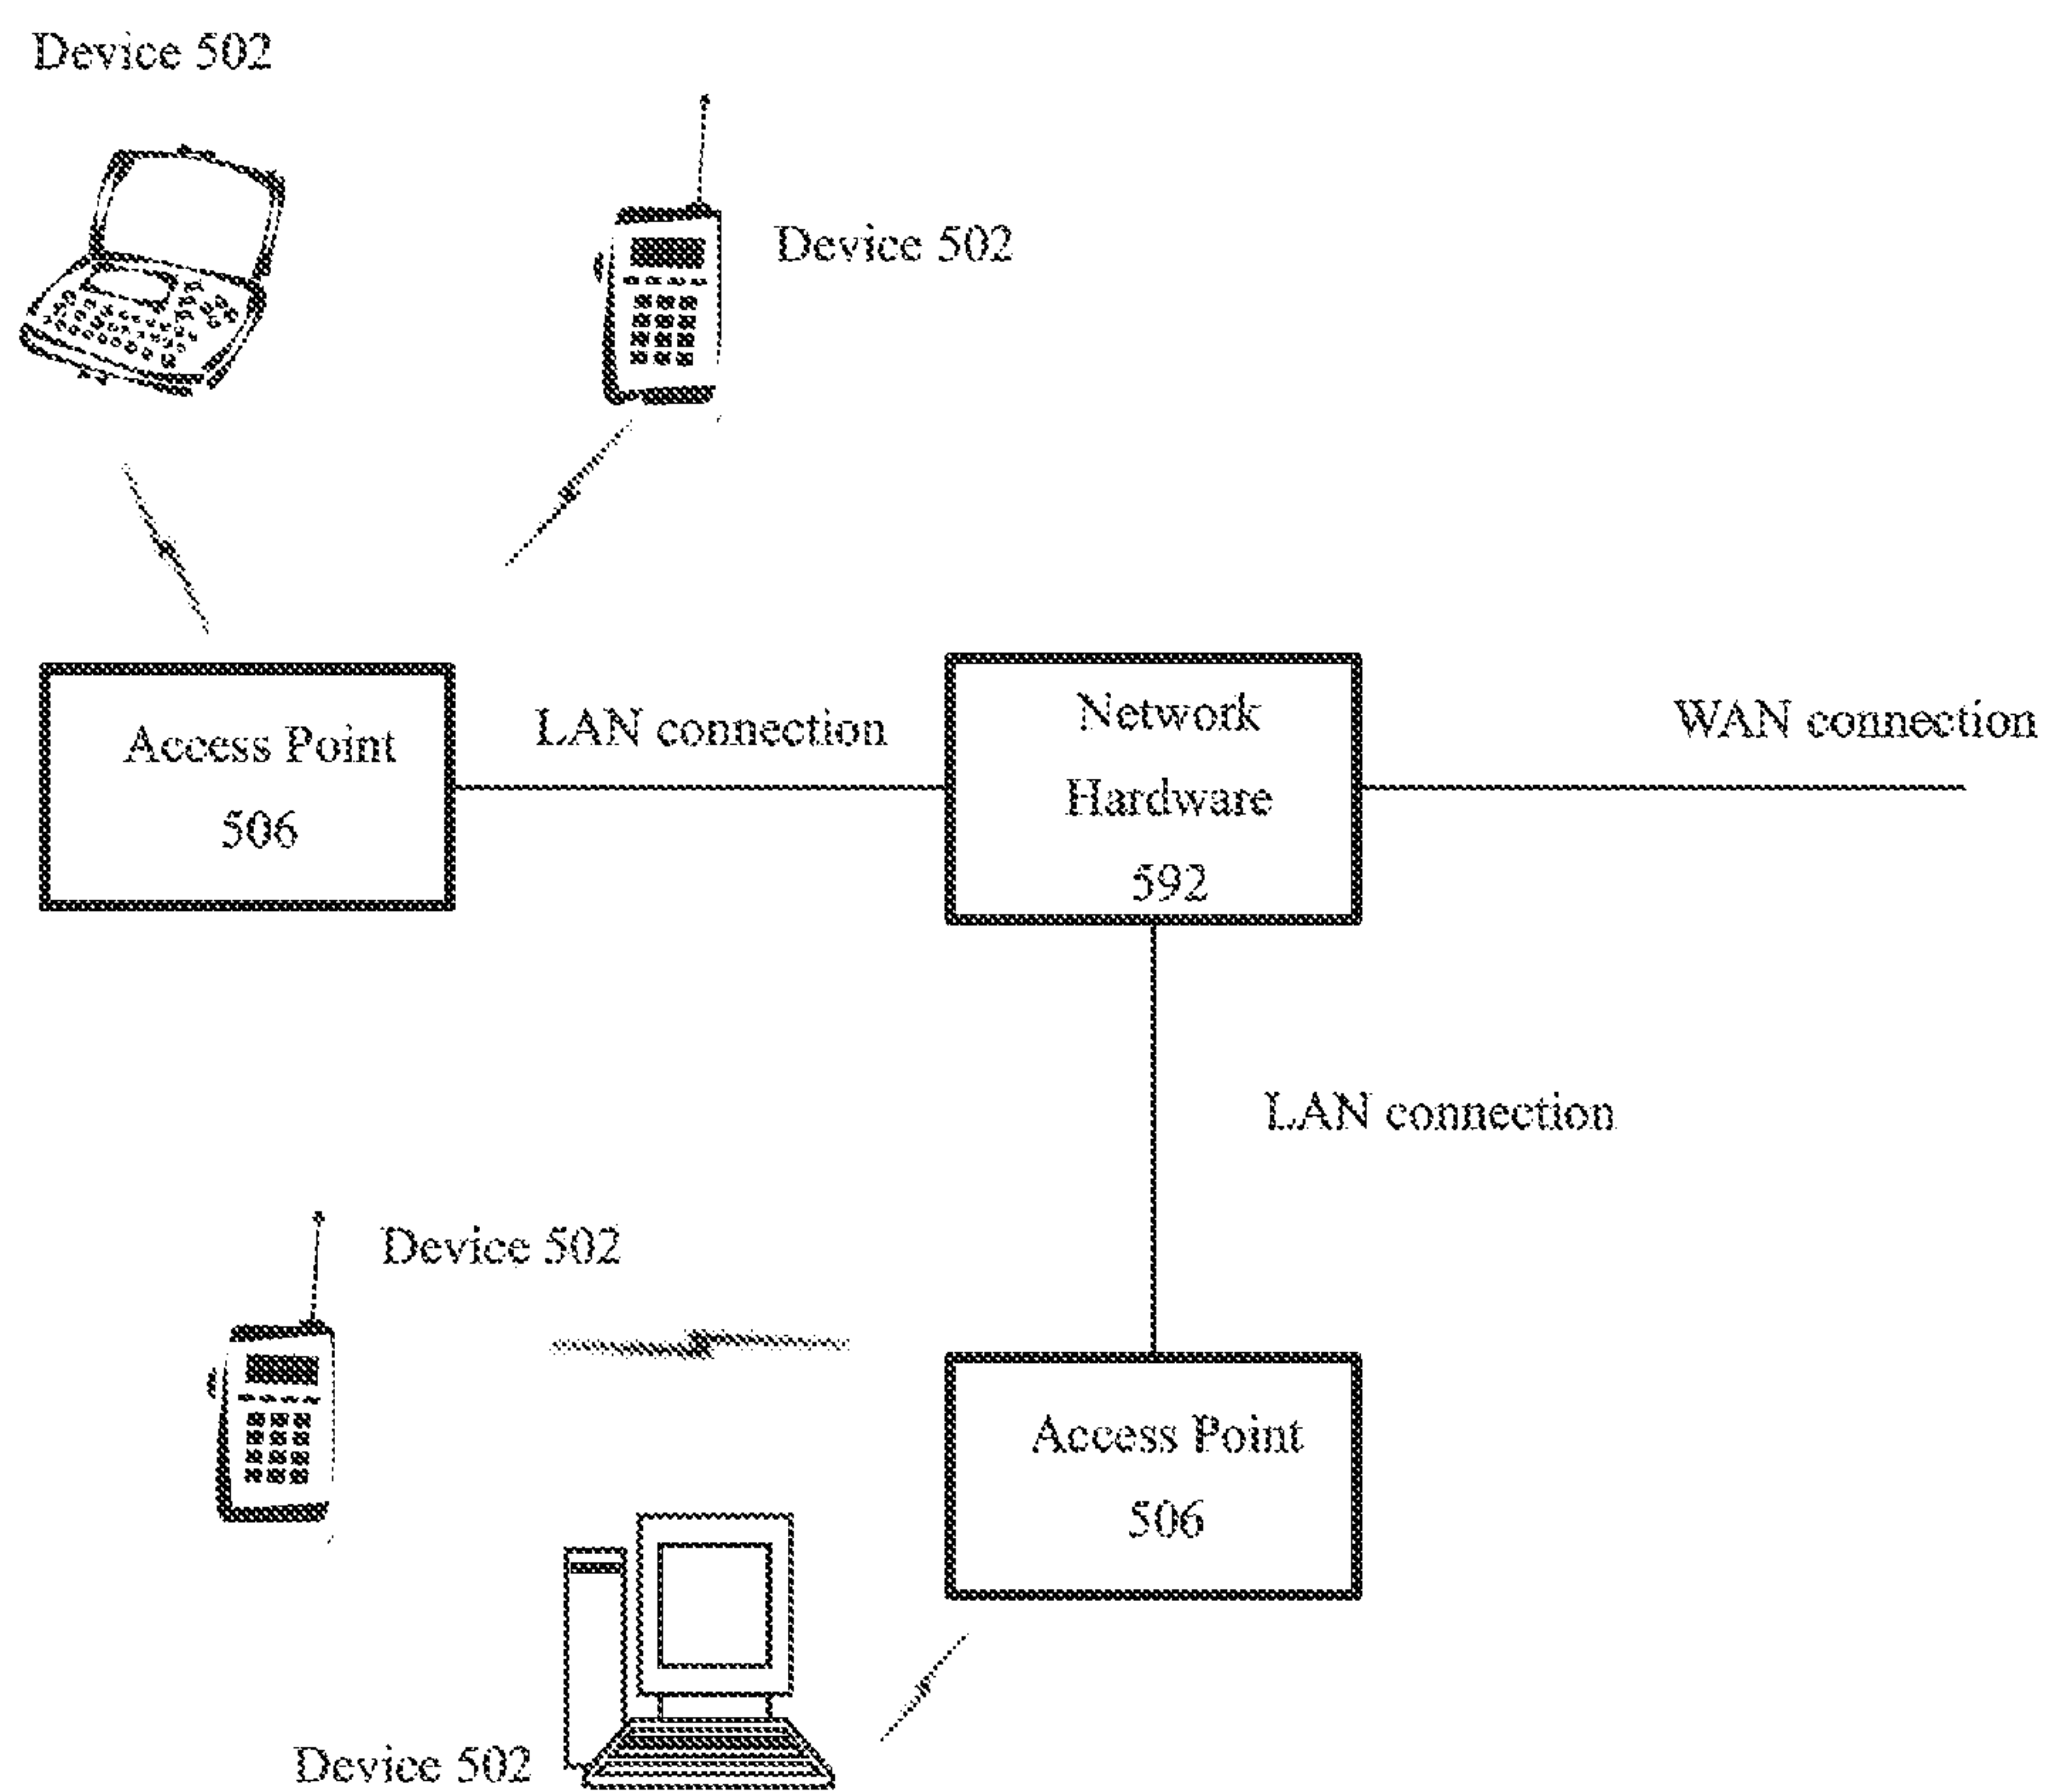 Device 502
Device 502
Access Point
506
LAN connection
Network
Hardware
592
WAN connection
LAN connection
Device 502
Access Point
506
Device 502